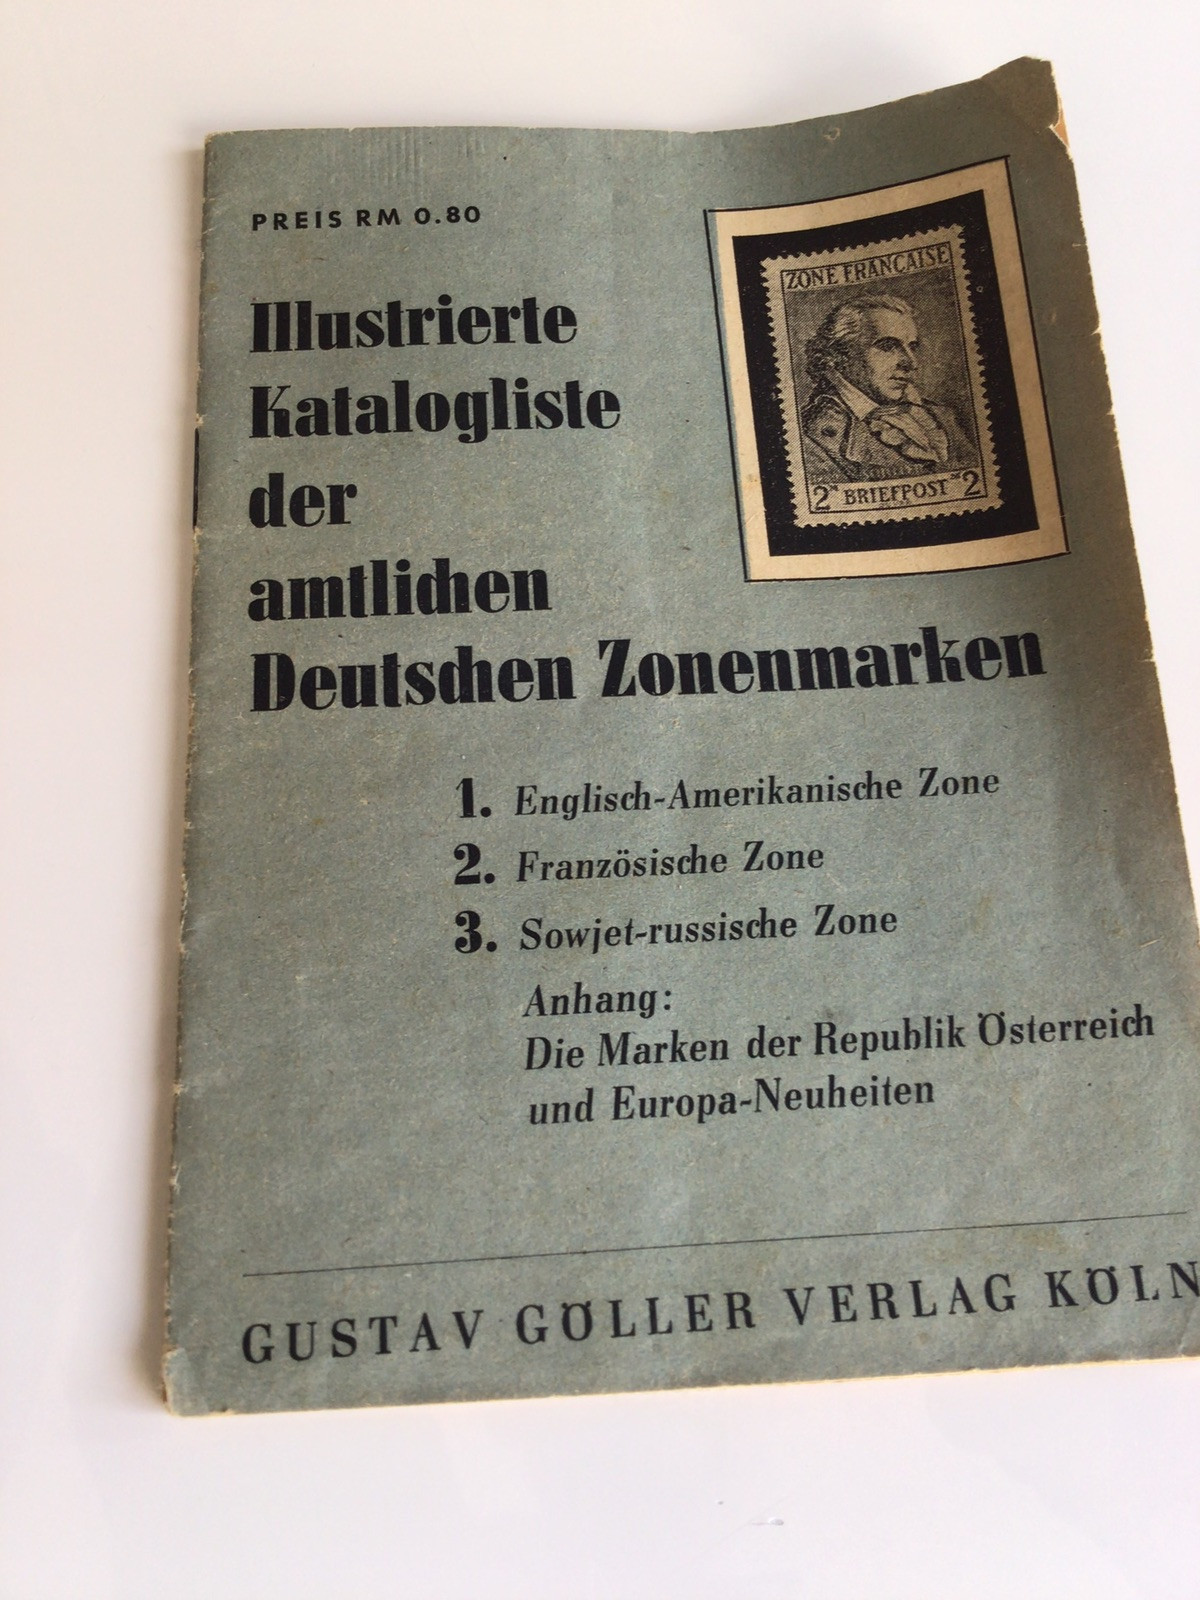 PREIS RM 0.80
ZONE FRANÇAISE
2M BRIEFPOST M 2
Illustrierte
Katalogliste
der
amtlichen
Deutschen Zonenmarken
1. Englisch-Amerikanische Zone
2. Französische Zone
3. Sowjet-russische Zone
Anhang:
Die Marken der Republik Österreich
und Europa-Neuheiten
GUSTAV GÖLLER VERLAG KÖLN